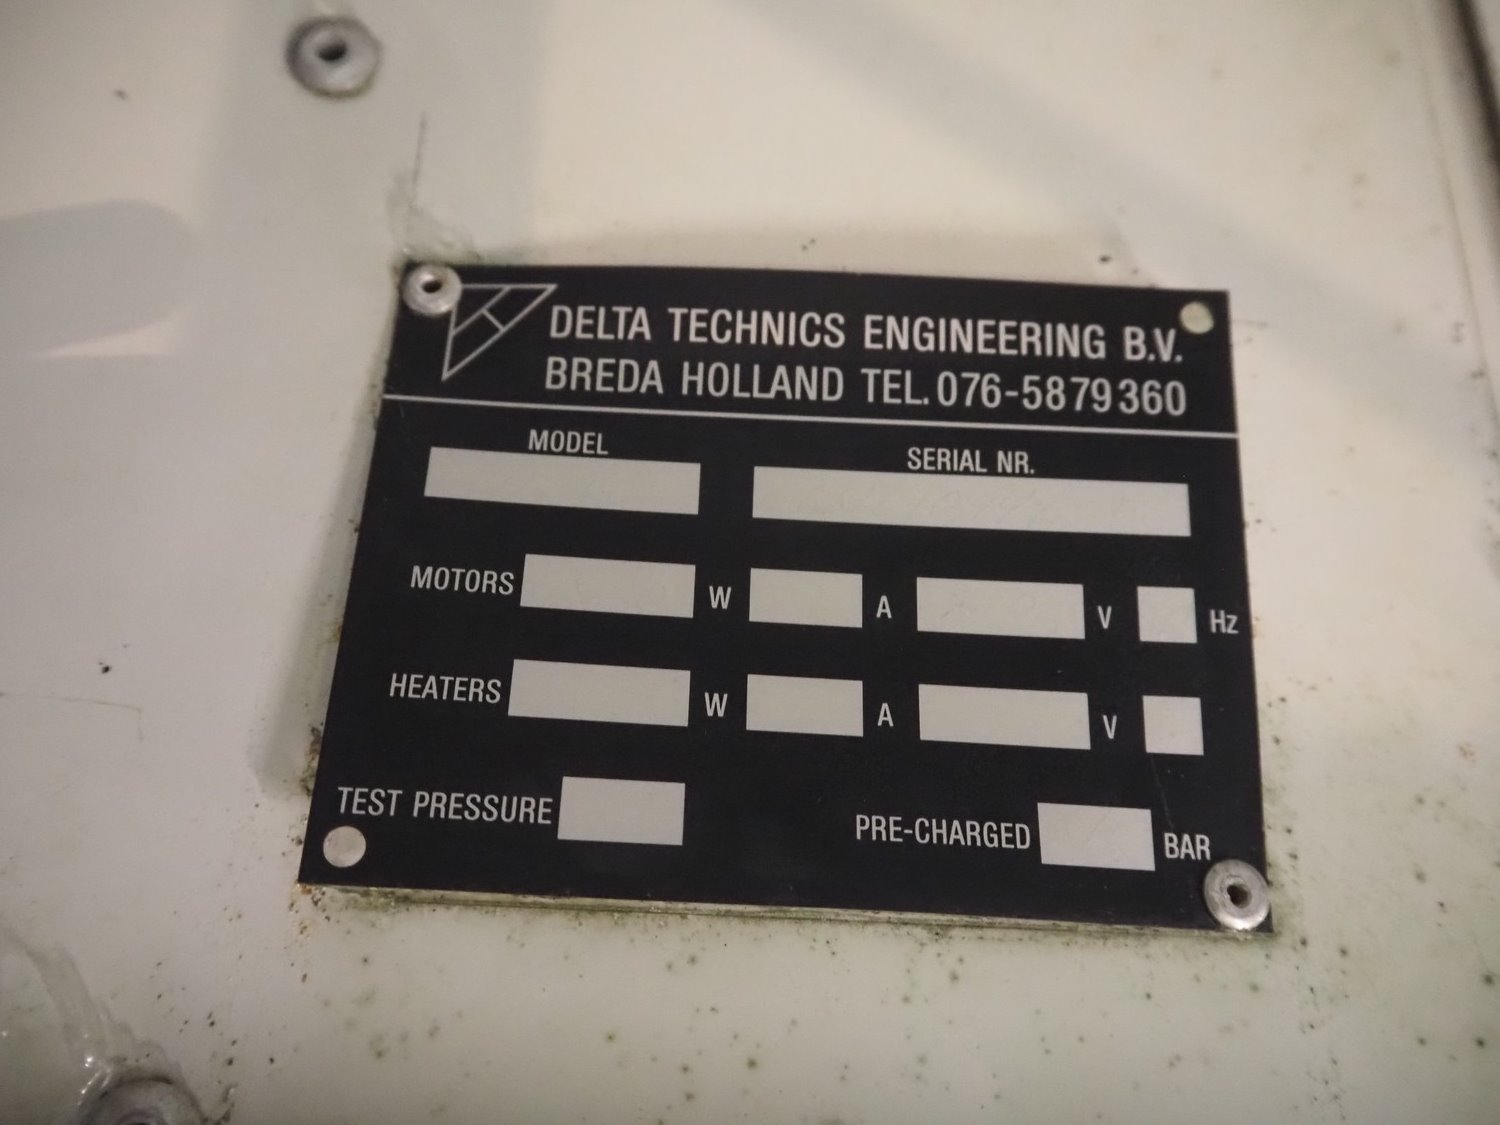 DELTA TECHNICS ENGINEERING B.V.
BREDA HOLLAND TEL. 076-5879360
MODEL SERIAL NR.
MOTORS W A V Hz
HEATERS W A V
TEST PRESSURE PRE-CHARGED BAR